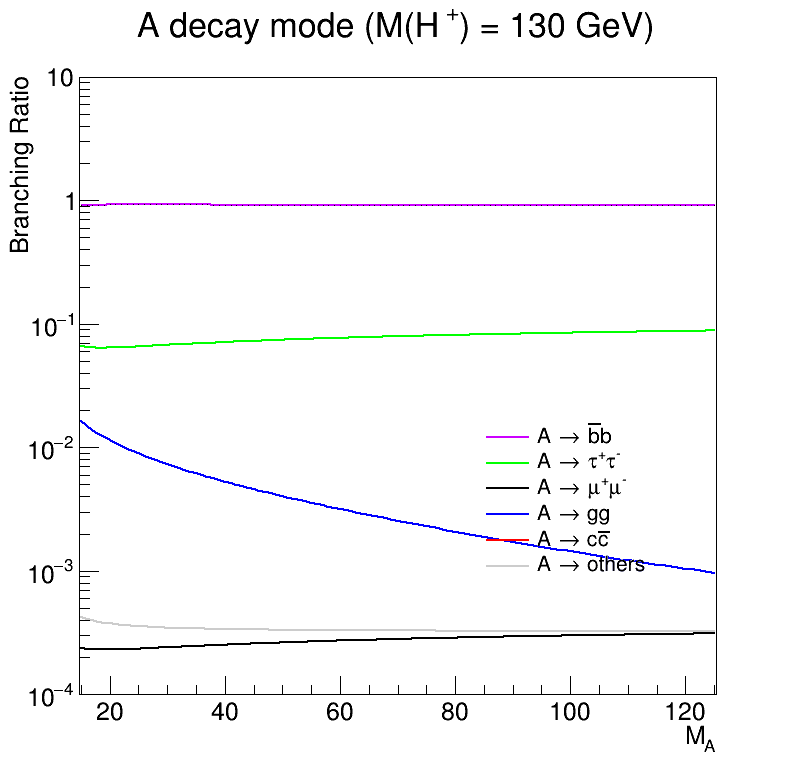 A decay mode (M(H⁺) = 130 GeV)
Branching Ratio
10
1
10⁻¹
10⁻²
10⁻³
10⁻⁴
A → b̅b
A → τ⁺τ⁻
A → μ⁺μ⁻
A → gg
A → cc̅
A → others
20 40 60 80 100 120
M_A